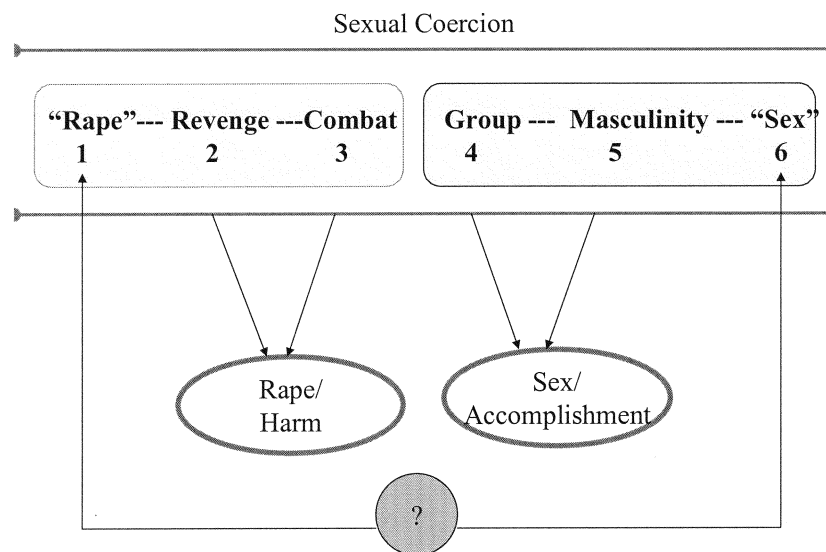 Sexual Coercion
“Rape”--- Revenge ---Combat
1 2 3
Group --- Masculinity --- “Sex”
4 5 6
Rape/
Harm
Sex/
Accomplishment
?